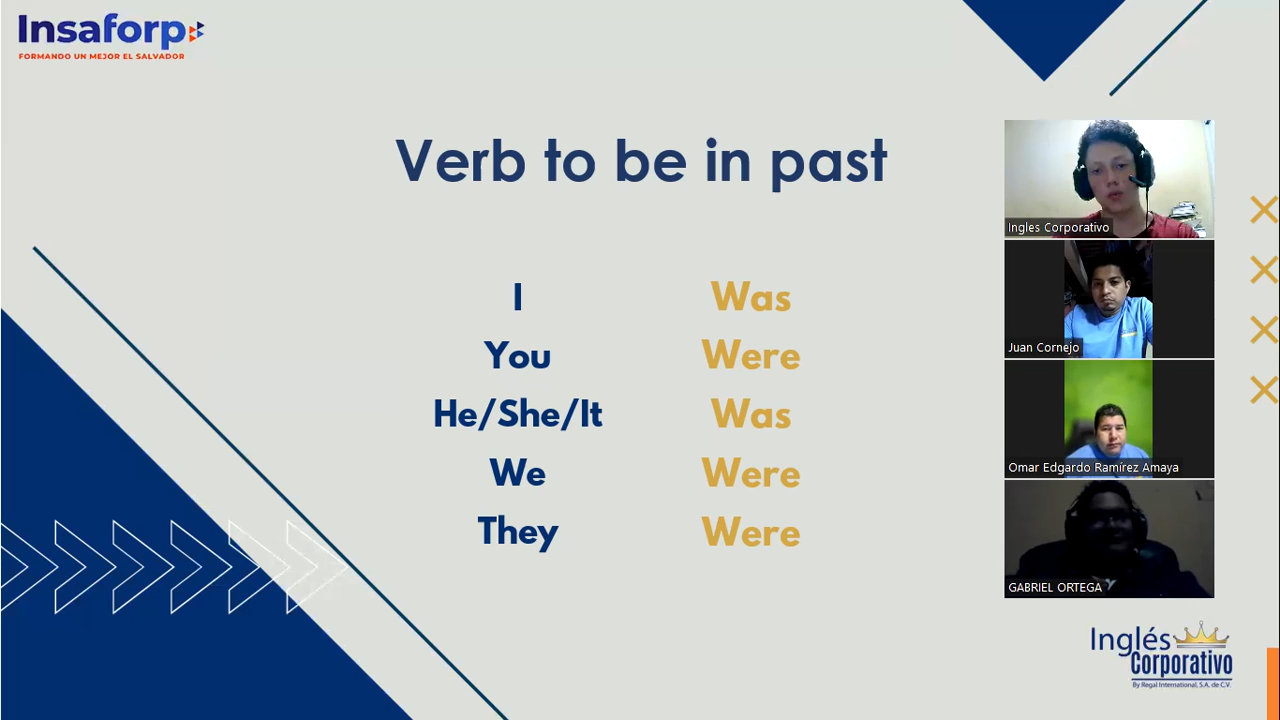 Insaforp
FORMANDO UN MEJOR EL SALVADOR
Verb to be in past
I Was
You Were
He/She/It Was
We Were
They Were
Ingles Corporativo
Juan Cornejo
Omar Edgardo Ramírez Amaya
GABRIEL ORTEGA
Inglés
Corporativo
By Regal International, S.A. de C.V.